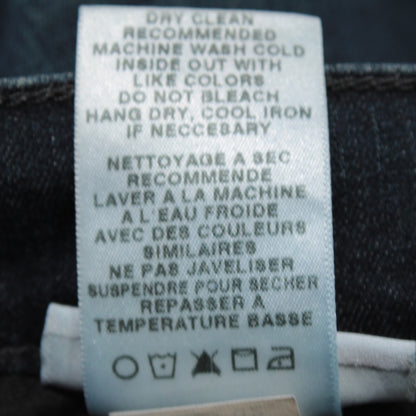 DRY CLEAN
RECOMMENDED
MACHINE WASH COLD
INSIDE OUT WITH
LIKE COLORS
DO NOT BLEACH
HANG DRY, COOL IRON
IF NECCESARY
NETTOYAGE A SEC
RECOMMENDE
LAVER A LA MACHINE
A L'EAU FROIDE
AVEC DES COULEURS
SIMILAIRES
NE PAS JAVELISER
SUSPENDRE POUR SECHER
REPASSER A
TEMPERATURE BASSE